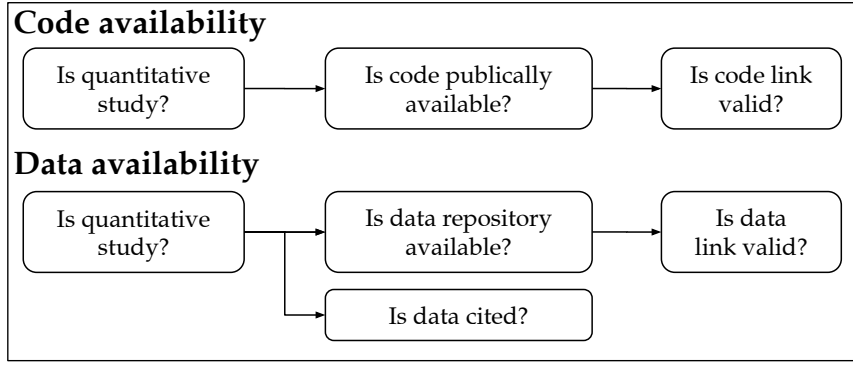 Code availability
Is quantitative
study?
Is code publically
available?
Is code link
valid?
Data availability
Is quantitative
study?
Is data repository
available?
Is data
link valid?
Is data cited?